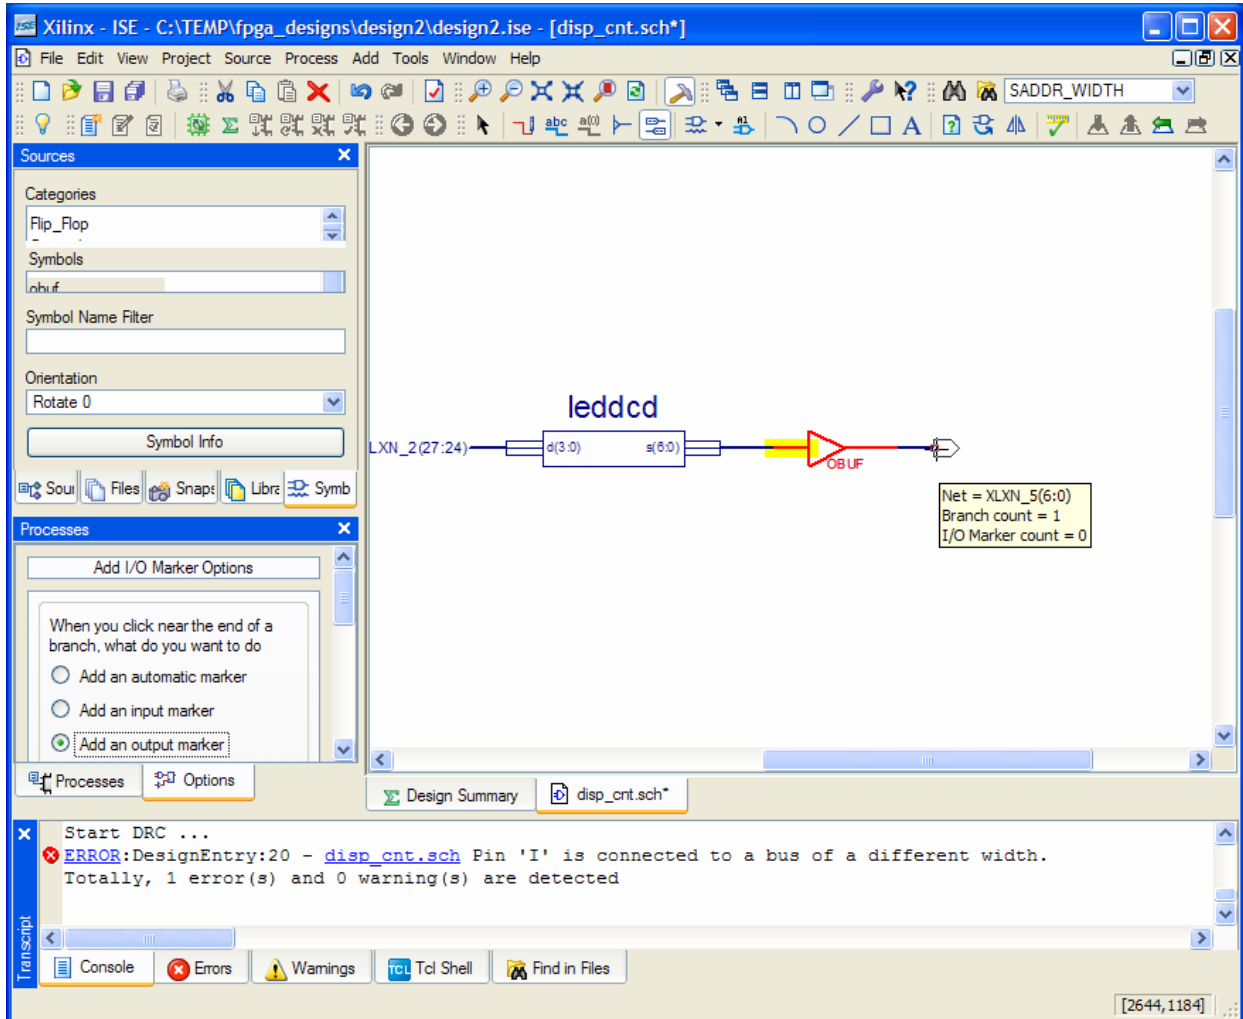 Xilinx - ISE - C:\TEMP\fpga_designs\design2\design2.ise - [disp_cnt.sch*]
File Edit View Project Source Process Add Tools Window Help
SADDR_WIDTH
Sources
Categories
Flip_Flop
Symbols
obuf
Symbol Name Filter
Orientation
Rotate 0
Symbol Info
Sour Files Snaps Libra Symb
Processes
Add I/O Marker Options
When you click near the end of a
branch, what do you want to do
Add an automatic marker
Add an input marker
Add an output marker
Processes Options
leddcd
LXN_2(27:24) d(3:0) s(6:0)
OBUF
Net = XLXN_5(6:0)
Branch count = 1
I/O Marker count = 0
Design Summary disp_cnt.sch*
Start DRC ...
ERROR:DesignEntry:20 - disp_cnt.sch Pin 'I' is connected to a bus of a different width.
Totally, 1 error(s) and 0 warning(s) are detected
Transcript
Console Errors Warnings TCL Tcl Shell Find in Files
[2644,1184]